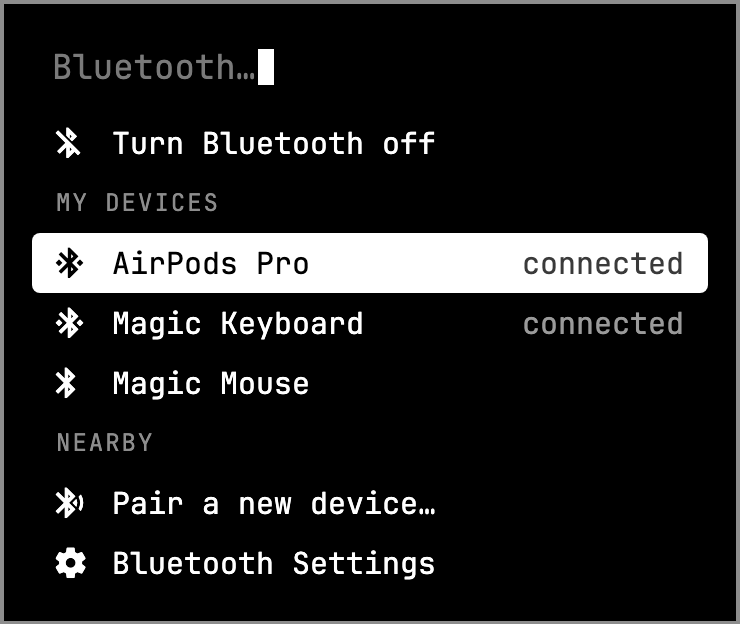 Bluetooth…
Turn Bluetooth off
MY DEVICES
AirPods Pro connected
Magic Keyboard connected
Magic Mouse
NEARBY
Pair a new device…
Bluetooth Settings